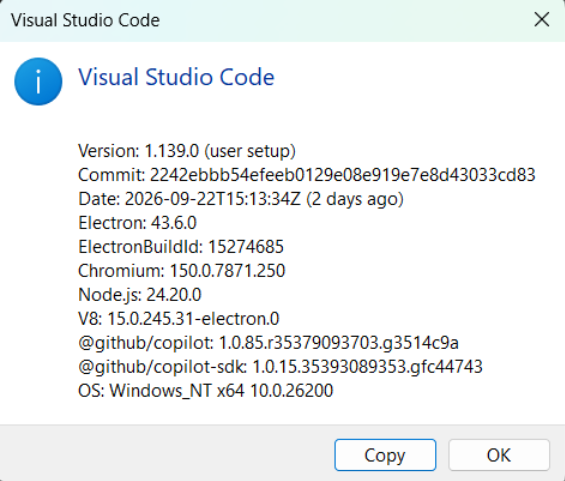 Visual Studio Code
Visual Studio Code
Version: 1.139.0 (user setup)
Commit: 2242ebbb54efeeb0129e08e919e7e8d43033cd83
Date: 2026-09-22T15:13:34Z (2 days ago)
Electron: 43.6.0
ElectronBuildId: 15274685
Chromium: 150.0.7871.250
Node.js: 24.20.0
V8: 15.0.245.31-electron.0
@github/copilot: 1.0.85.r35379093703.g3514c9a
@github/copilot-sdk: 1.0.15.35393089353.gfc44743
OS: Windows_NT x64 10.0.26200
Copy OK